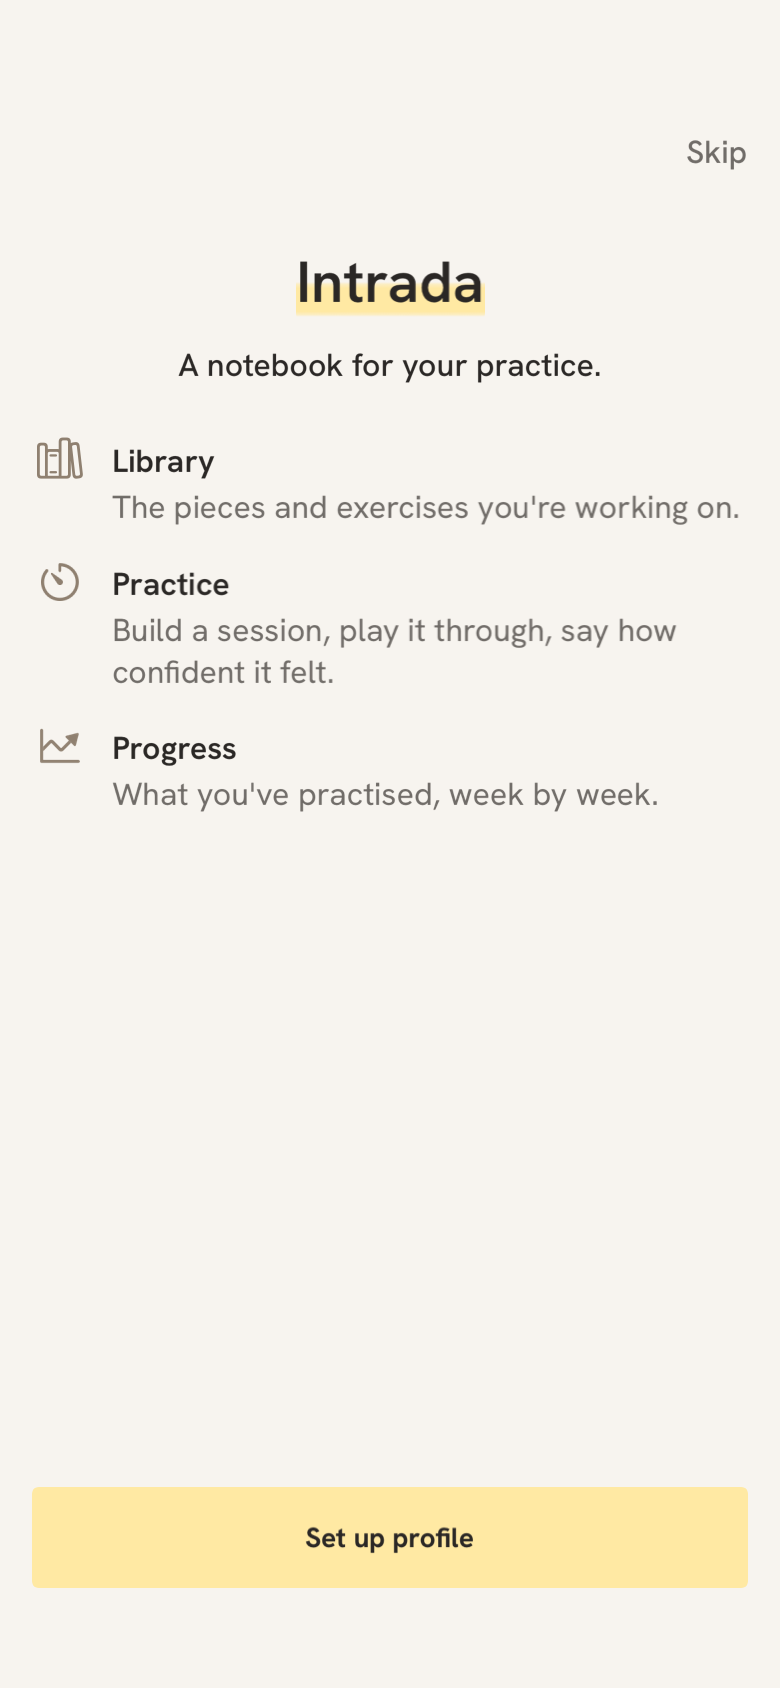 Skip
Intrada
A notebook for your practice.
Library
The pieces and exercises you're working on.
Practice
Build a session, play it through, say how
confident it felt.
Progress
What you've practised, week by week.
Set up profile